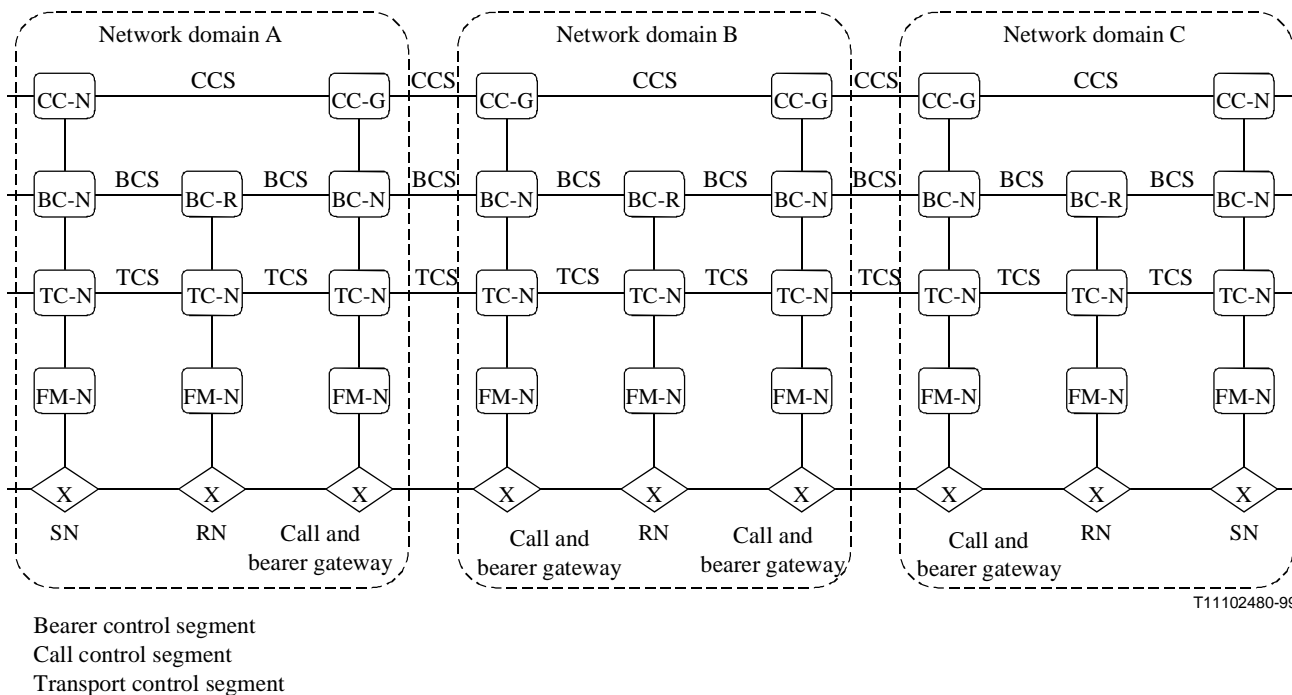 Network domain A Network domain B Network domain C
CCS CCS CCS CCS CCS
CC-N CC-G CC-G CC-G CC-G CC-N
BCS BCS BCS BCS BCS BCS BCS BCS
BC-N BC-R BC-N BC-N BC-R BC-N BC-N BC-R BC-N
TCS TCS TCS TCS TCS TCS TCS TCS
TC-N TC-N TC-N TC-N TC-N TC-N TC-N TC-N TC-N
FM-N FM-N FM-N FM-N FM-N FM-N FM-N FM-N FM-N
X X X X X X X X X
SN RN Call and Call and RN Call and Call and RN SN
bearer gateway bearer gateway bearer gateway bearer gateway
T11102480-99
Bearer control segment
Call control segment
Transport control segment